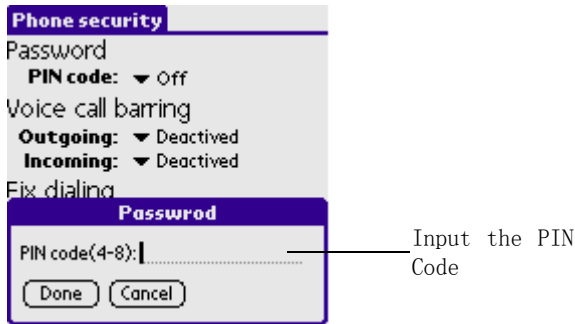 Phone security
Password
PIN code: Off
Voice call barring
Outgoing: Deactived
Incoming: Deactived
Fix dialing
Passwrod
PIN code(4-8):
Done Cancel
Input the PIN
Code